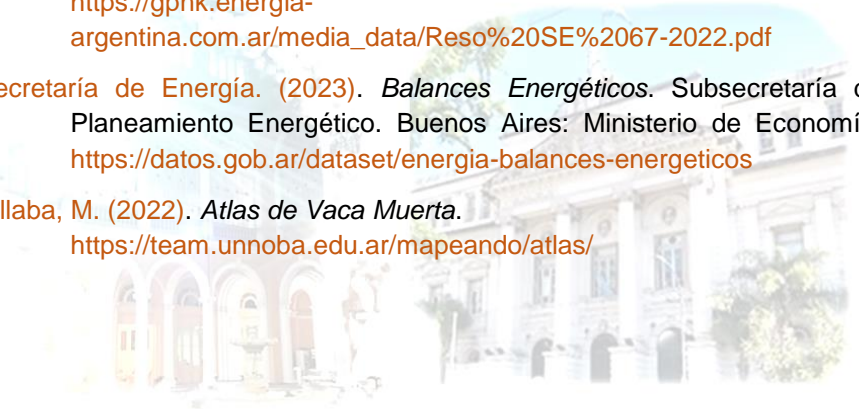 https://gpnk.energia-
argentina.com.ar/media_data/Reso%20SE%2067-2022.pdf
ecretaría de Energía. (2023). Balances Energéticos. Subsecretaría
Planeamiento Energético. Buenos Aires: Ministerio de Economí
https://datos.gob.ar/dataset/energia-balances-energeticos
llaba, M. (2022). Atlas de Vaca Muerta.
https://team.unnoba.edu.ar/mapeando/atlas/